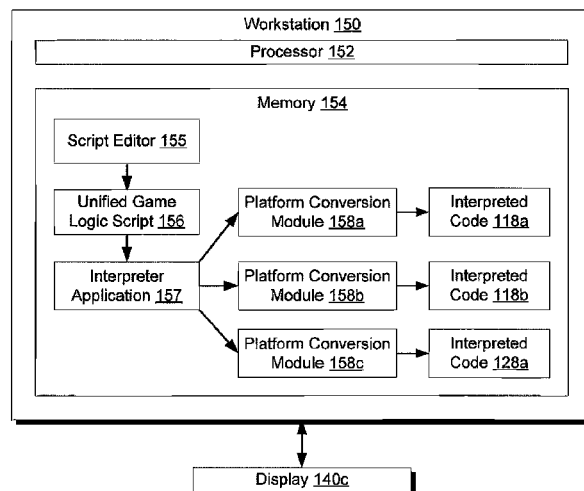 Workstation 150
Processor 152
Memory 154
Script Editor 155
Unified Game
Logic Script 156
Interpreter
Application 157
Platform Conversion
Module 158a
Interpreted
Code 118a
Platform Conversion
Module 158b
Interpreted
Code 118b
Platform Conversion
Module 158c
Interpreted
Code 128a
Display 140c